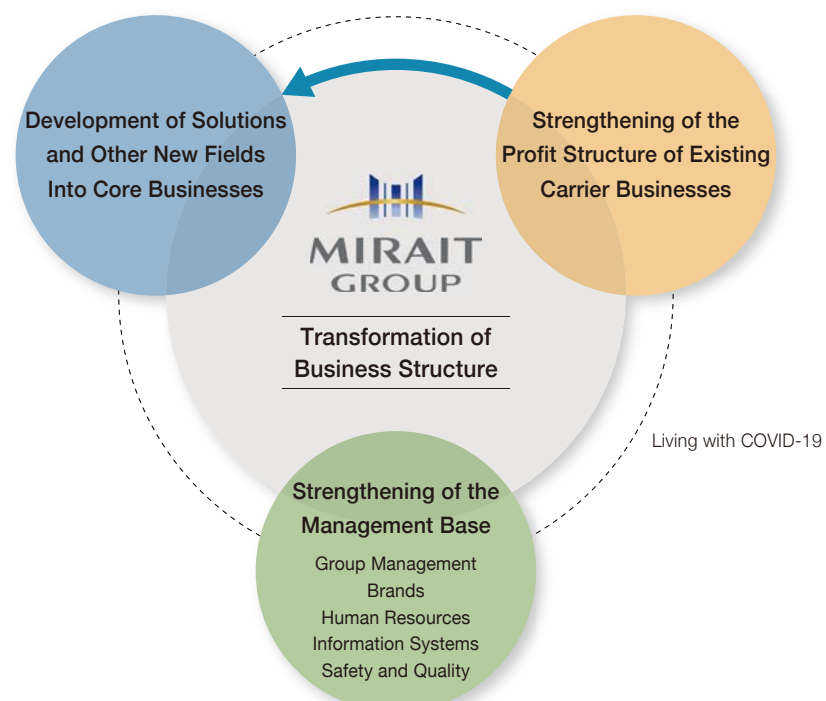 Development of Solutions
and Other New Fields
Into Core Businesses
Strengthening of the
Profit Structure of Existing
Carrier Businesses
MIRAIT
GROUP
Transformation of
Business Structure
Living with COVID-19
Strengthening of the
Management Base
Group Management
Brands
Human Resources
Information Systems
Safety and Quality